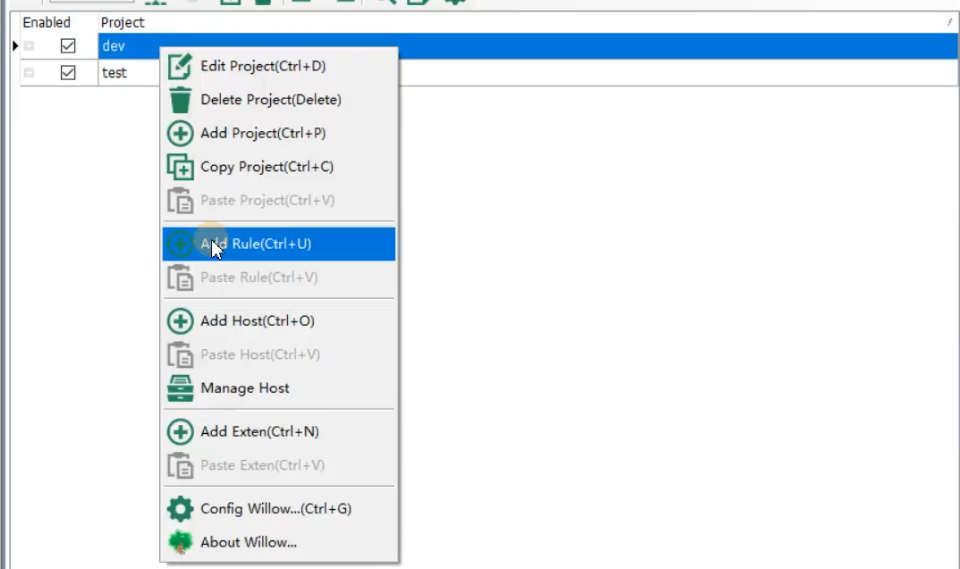 Enabled Project
dev
test
Edit Project(Ctrl+D)
Delete Project(Delete)
Add Project(Ctrl+P)
Copy Project(Ctrl+C)
Paste Project(Ctrl+V)
Add Rule(Ctrl+U)
Paste Rule(Ctrl+V)
Add Host(Ctrl+O)
Paste Host(Ctrl+V)
Manage Host
Add Exten(Ctrl+N)
Paste Exten(Ctrl+V)
Config Willow...(Ctrl+G)
About Willow...